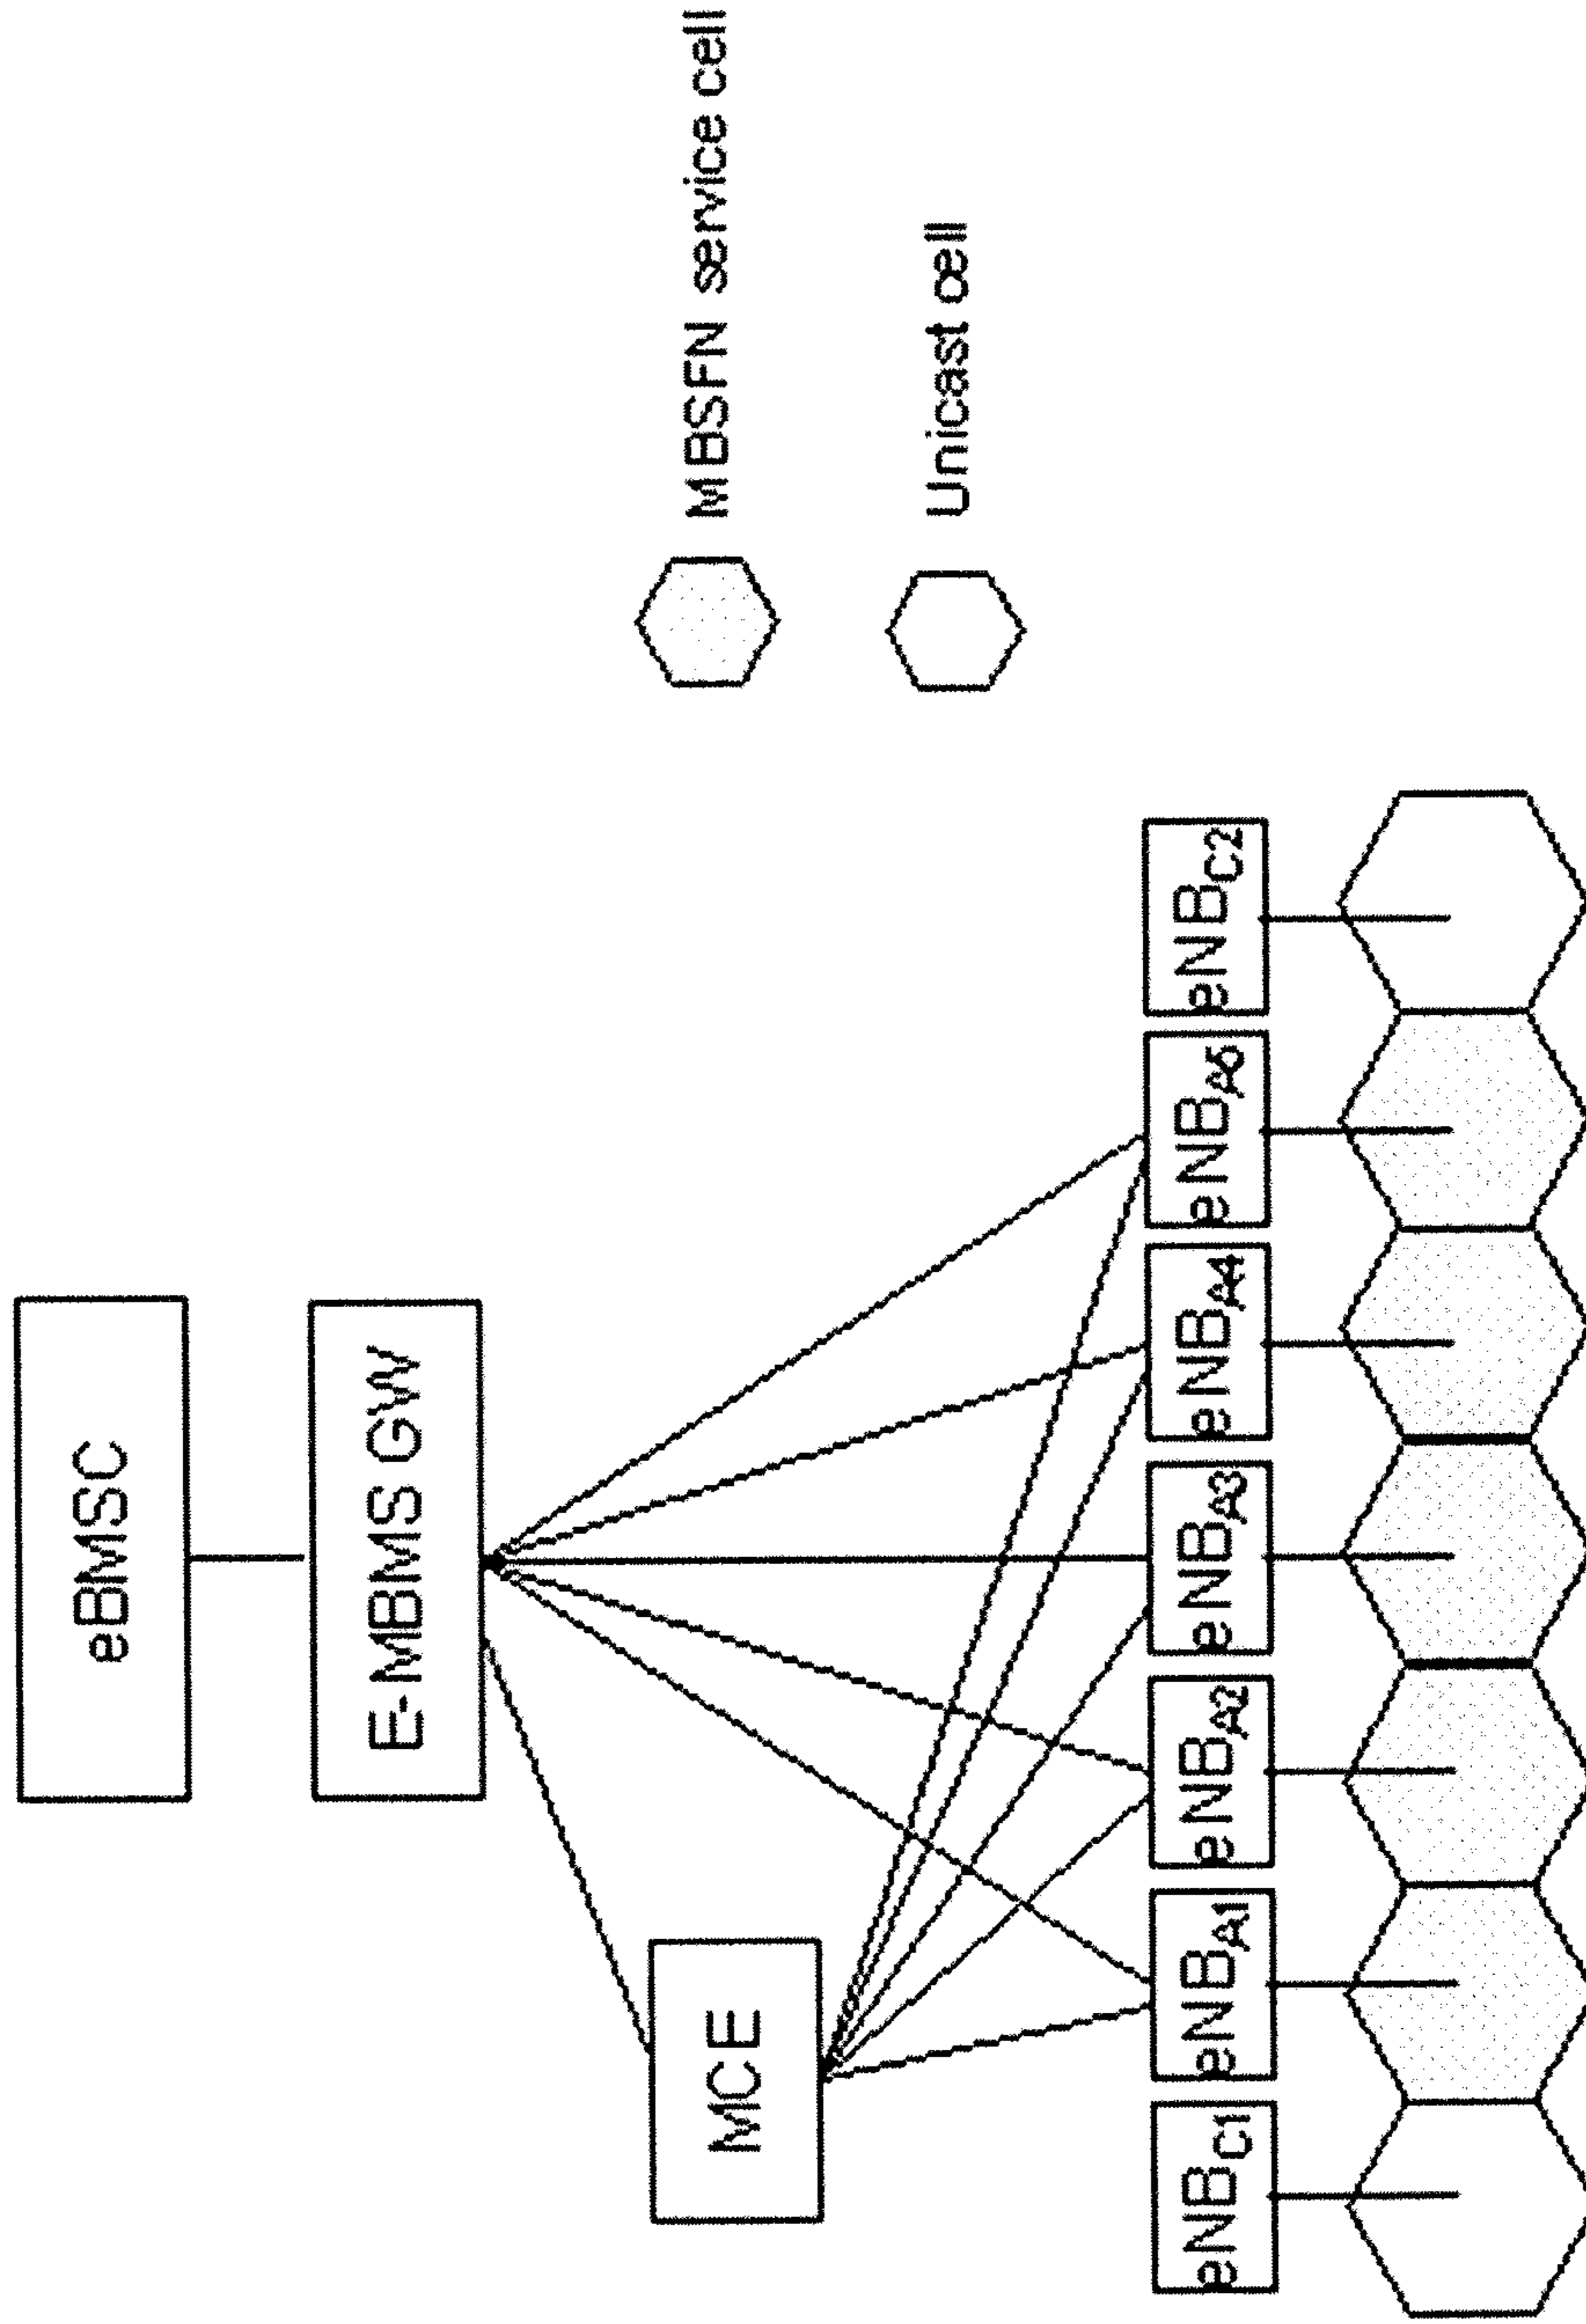 eBMSC
E-MBMS GW
MCE
eNBC1
eNBA1
eNBA2
eNBA3
eNBA4
eNBA5
eNBC2
MBSFN service cell
Unicast cell